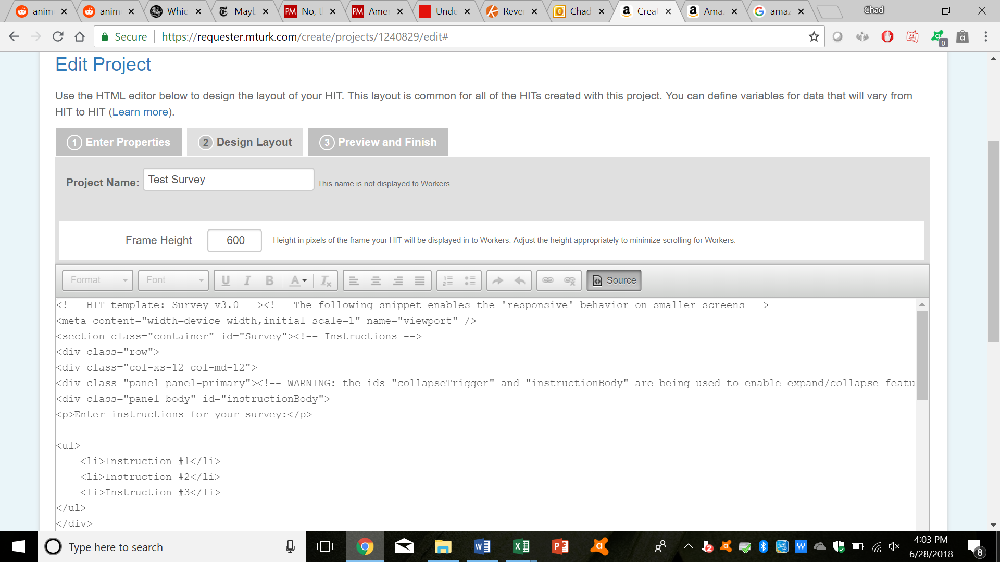 anim
anim
Whic
Mayb
PM No, t
PM Amer
Unde
Reve
Chad
Crea
Ama
amaz
Chad
Secure https://requester.mturk.com/create/projects/1240829/edit#
0
Edit Project
Use the HTML editor below to design the layout of your HIT. This layout is common for all of the HITs created with this project. You can define variables for data that will vary from
HIT to HIT (Learn more).
1 Enter Properties
2 Design Layout
3 Preview and Finish
Project Name: Test Survey This name is not displayed to Workers.
Frame Height 600 Height in pixels of the frame your HIT will be displayed in to Workers. Adjust the height appropriately to minimize scrolling for Workers.
Format Font U I B A Tx Source
<!-- HIT template: Survey-v3.0 --><!-- The following snippet enables the 'responsive' behavior on smaller screens -->
<meta content="width=device-width,initial-scale=1" name="viewport" />
<section class="container" id="Survey"><!-- Instructions -->
<div class="row">
<div class="col-xs-12 col-md-12">
<div class="panel panel-primary"><!-- WARNING: the ids "collapseTrigger" and "instructionBody" are being used to enable expand/collapse featu
<div class="panel-body" id="instructionBody">
<p>Enter instructions for your survey:</p>
<ul>
<li>Instruction #1</li>
<li>Instruction #2</li>
<li>Instruction #3</li>
</ul>
</div>
Type here to search
4:03 PM
6/28/2018
8